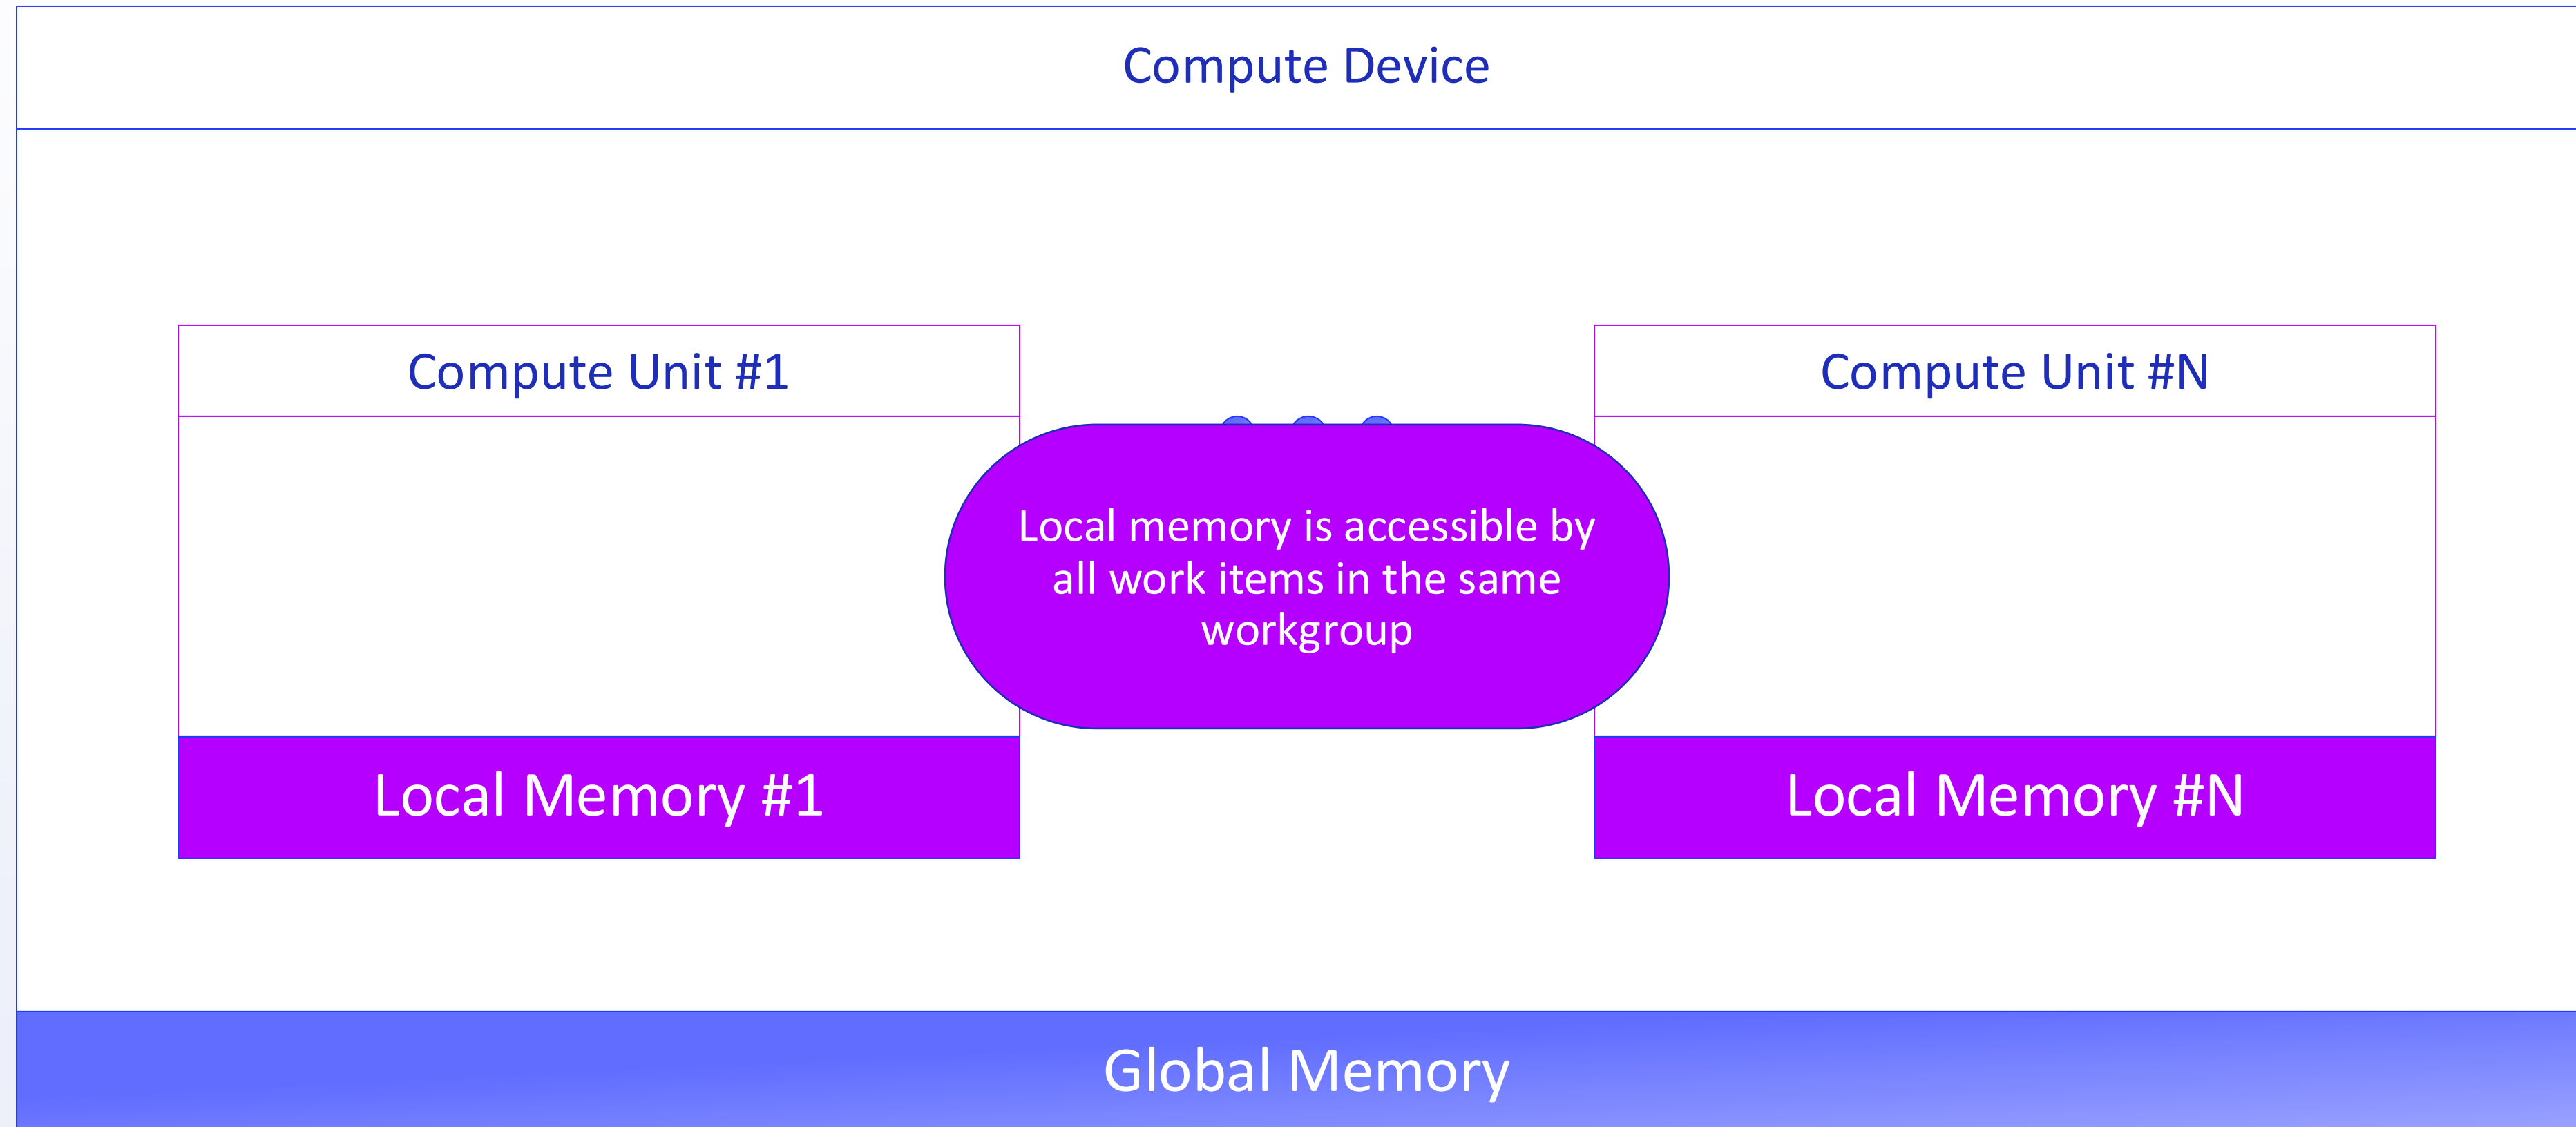 Compute Device
Compute Unit #1
Compute Unit #N
Local memory is accessible by
all work items in the same
workgroup
Local Memory #1
Local Memory #N
Global Memory